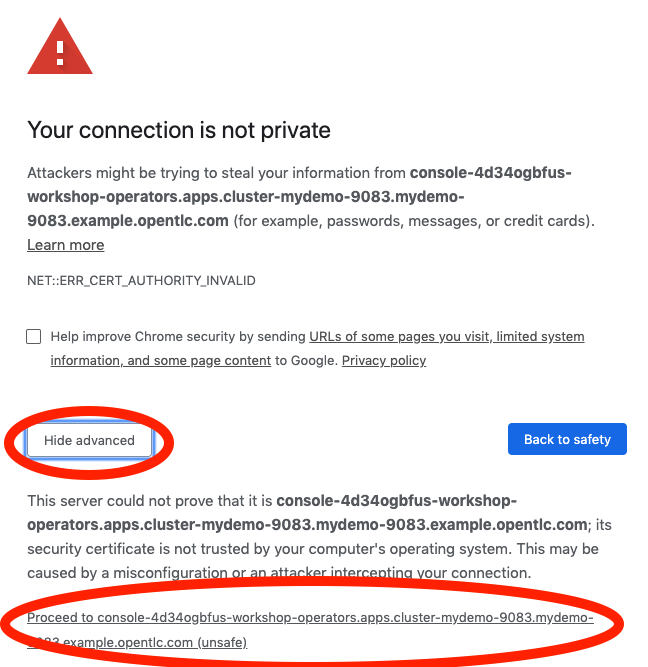 Your connection is not private
Attackers might be trying to steal your information from console-4d34ogbfus-
workshop-operators.apps.cluster-mydemo-9083.mydemo-
9083.example.opentlc.com (for example, passwords, messages, or credit cards).
Learn more
NET::ERR_CERT_AUTHORITY_INVALID
Help improve Chrome security by sending URLs of some pages you visit, limited system
information, and some page content to Google. Privacy policy
Hide advanced
Back to safety
This server could not prove that it is console-4d34ogbfus-workshop-
operators.apps.cluster-mydemo-9083.mydemo-9083.example.opentlc.com; its
security certificate is not trusted by your computer's operating system. This may be
caused by a misconfiguration or an attacker intercepting your connection.
Proceed to console-4d34ogbfus-workshop-operators.apps.cluster-mydemo-9083.mydemo-
9083.example.opentlc.com (unsafe)